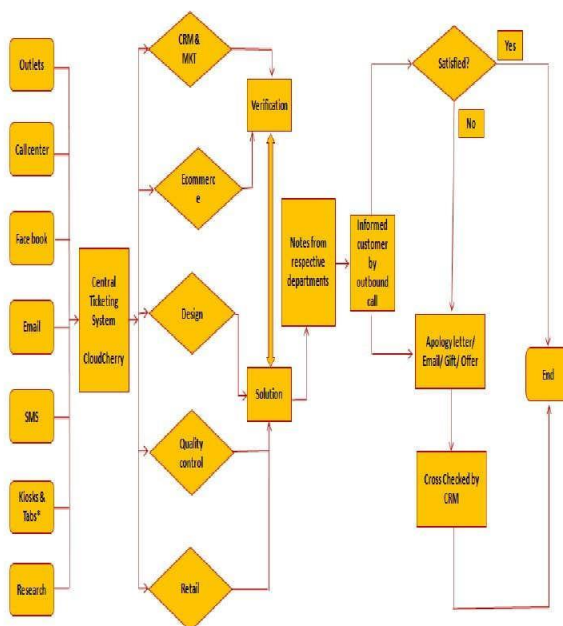 Outlets
Callcenter
Facebook
Email
SMS
Kiosks &
Tabs*
Research
Central
Ticketing
System
CloudCherry
CRM &
MKT
Ecommerc
e
Design
Quality
control
Retail
Verification
Solution
Notes from
respective
departments
Informed
customer
by
outbound
call
Satisfied?
Yes
No
Apology letter/
Email/ Gift/ Offer
Cross Checked by
CRM
End